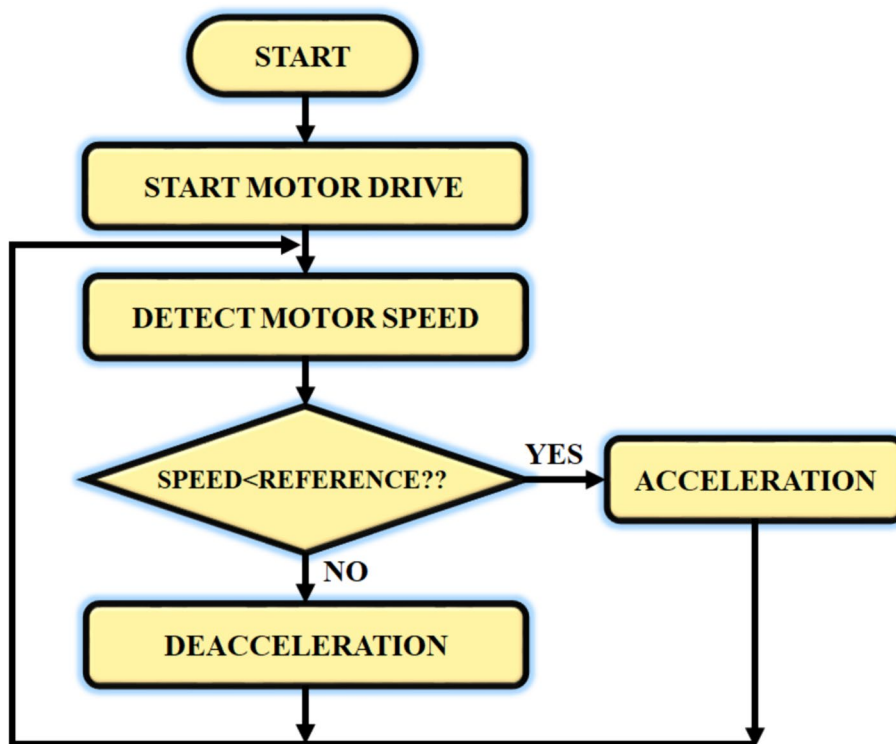 START
START MOTOR DRIVE
DETECT MOTOR SPEED
SPEED<REFERENCE??
YES
ACCELERATION
NO
DEACCELERATION